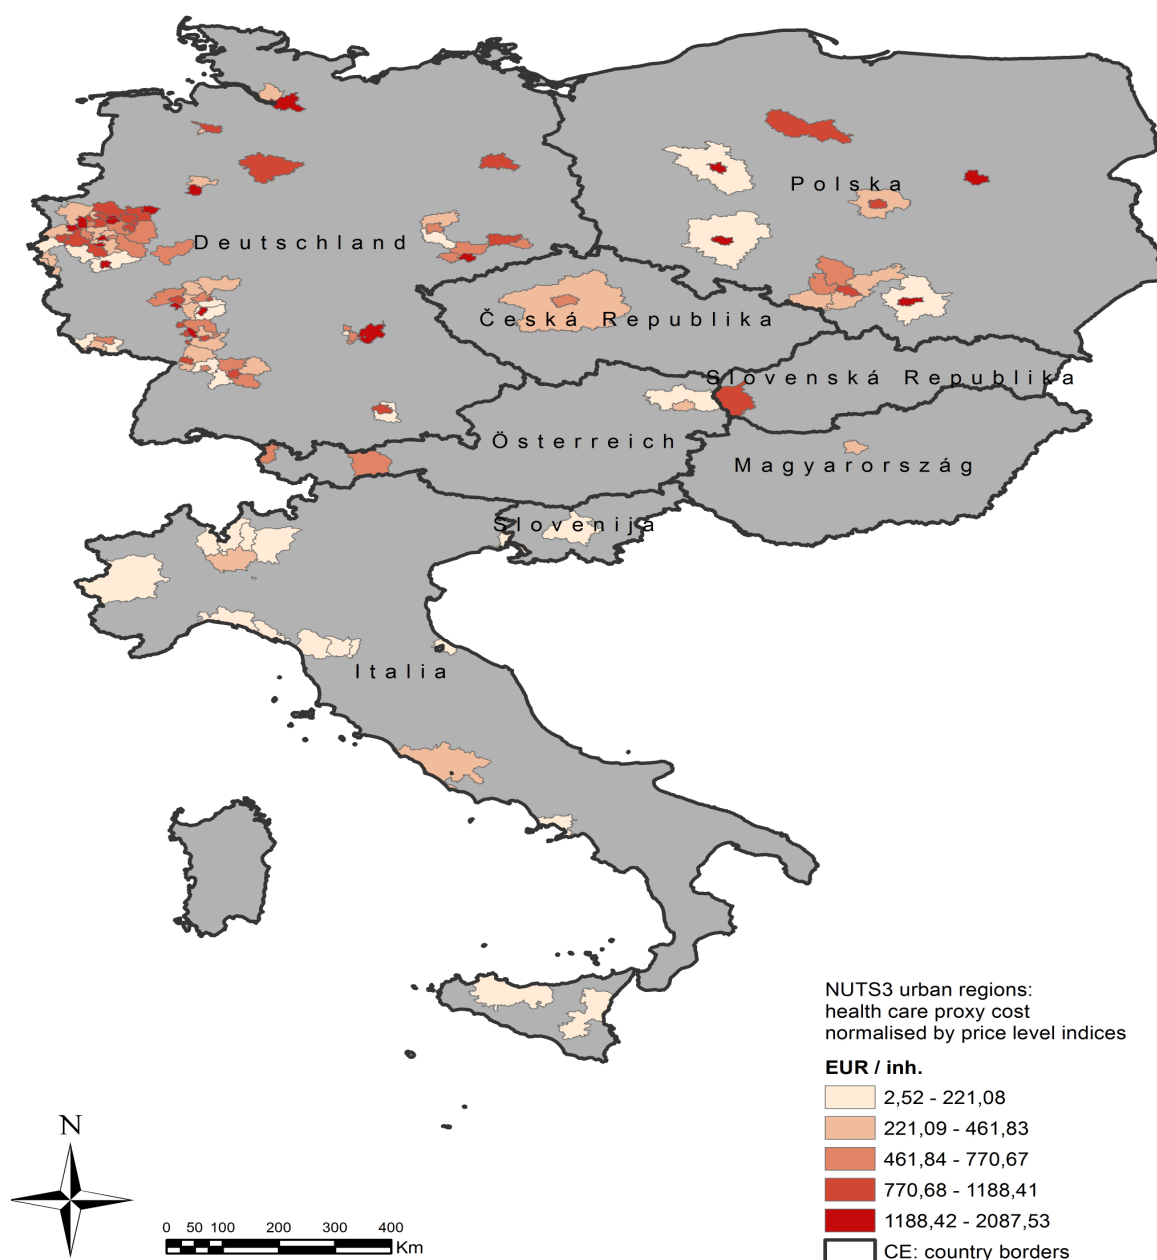 Polska
Deutschland
Česká Republika
Slovenská Republika
Österreich
Magyarország
Slovenija
Italia
NUTS3 urban regions:
health care proxy cost
normalised by price level indices
EUR / inh.
2,52 - 221,08
221,09 - 461,83
461,84 - 770,67
770,68 - 1188,41
1188,42 - 2087,53
CE: country borders
N
0 50 100 200 300 400
Km